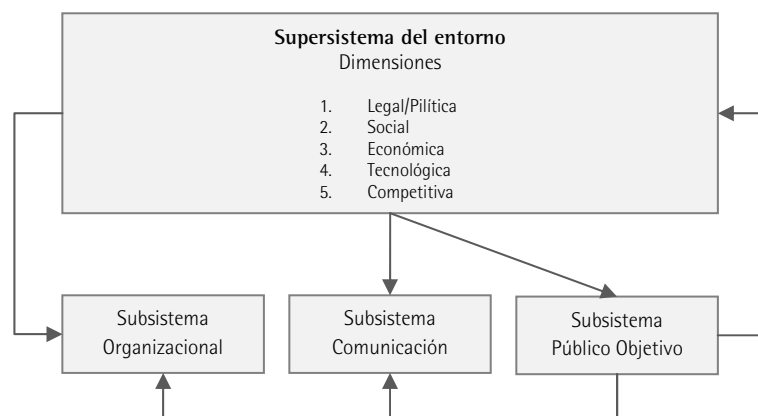 Supersistema del entorno
Dimensiones
1. Legal/Pilítica
2. Social
3. Económica
4. Tecnológica
5. Competitiva
Subsistema
Organizacional
Subsistema
Comunicación
Subsistema
Público Objetivo